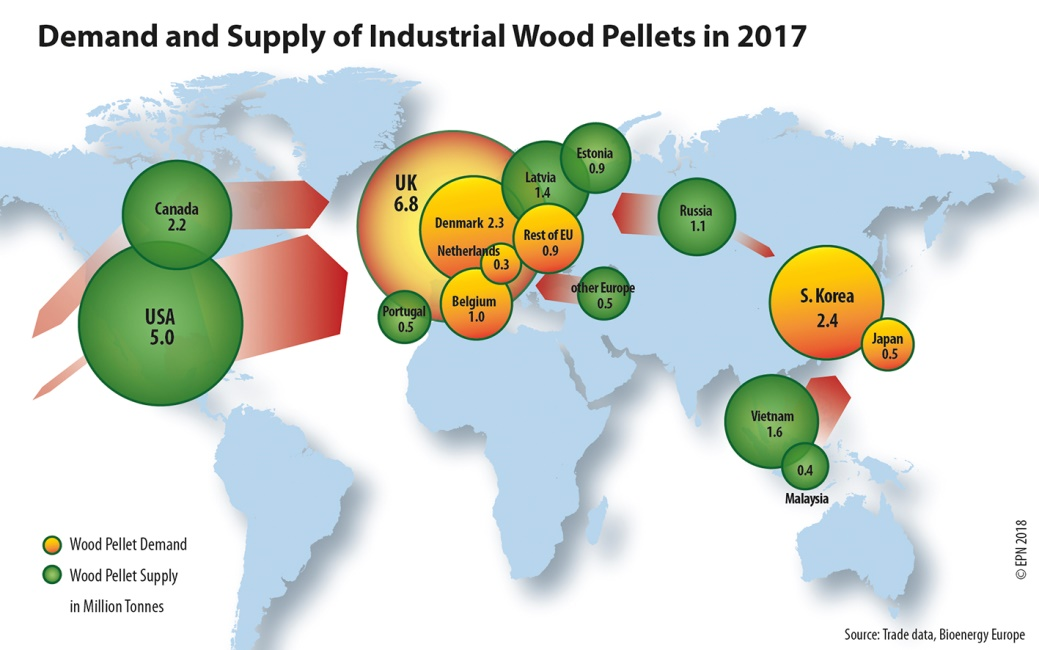 Demand and Supply of Industrial Wood Pellets in 2017
Canada
2.2
USA
5.0
UK
6.8
Denmark 2.3
Netherlands
0.3
Belgium
1.0
Portugal
0.5
Latvia
1.4
Estonia
0.9
Rest of EU
0.9
other Europe
0.5
Russia
1.1
S. Korea
2.4
Japan
0.5
Vietnam
1.6
0.4
Malaysia
Wood Pellet Demand
Wood Pellet Supply
in Million Tonnes
© EPN 2018
Source: Trade data, Bioenergy Europe